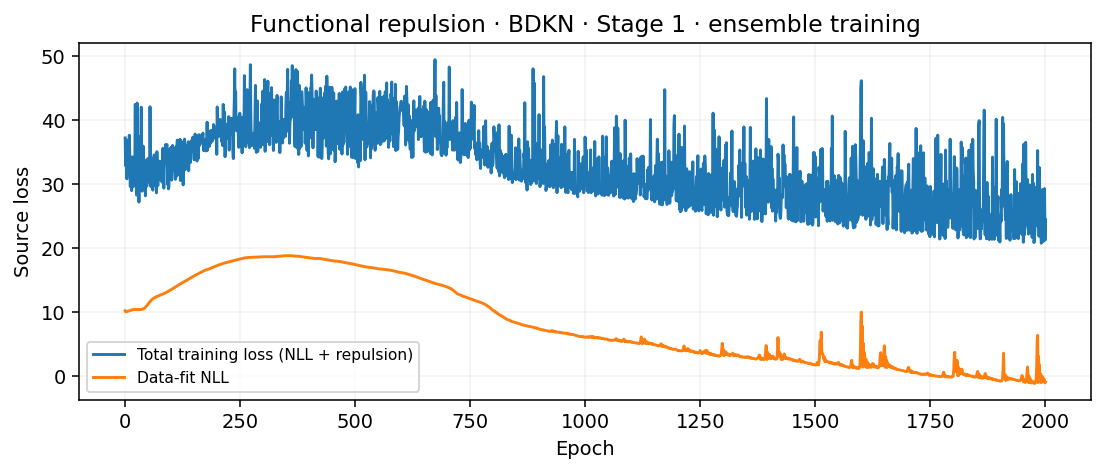 Functional repulsion · BDKN · Stage 1 · ensemble training
50
40
30
20
10
0
Source loss
Total training loss (NLL + repulsion)
Data-fit NLL
0 250 500 750 1000 1250 1500 1750 2000
Epoch